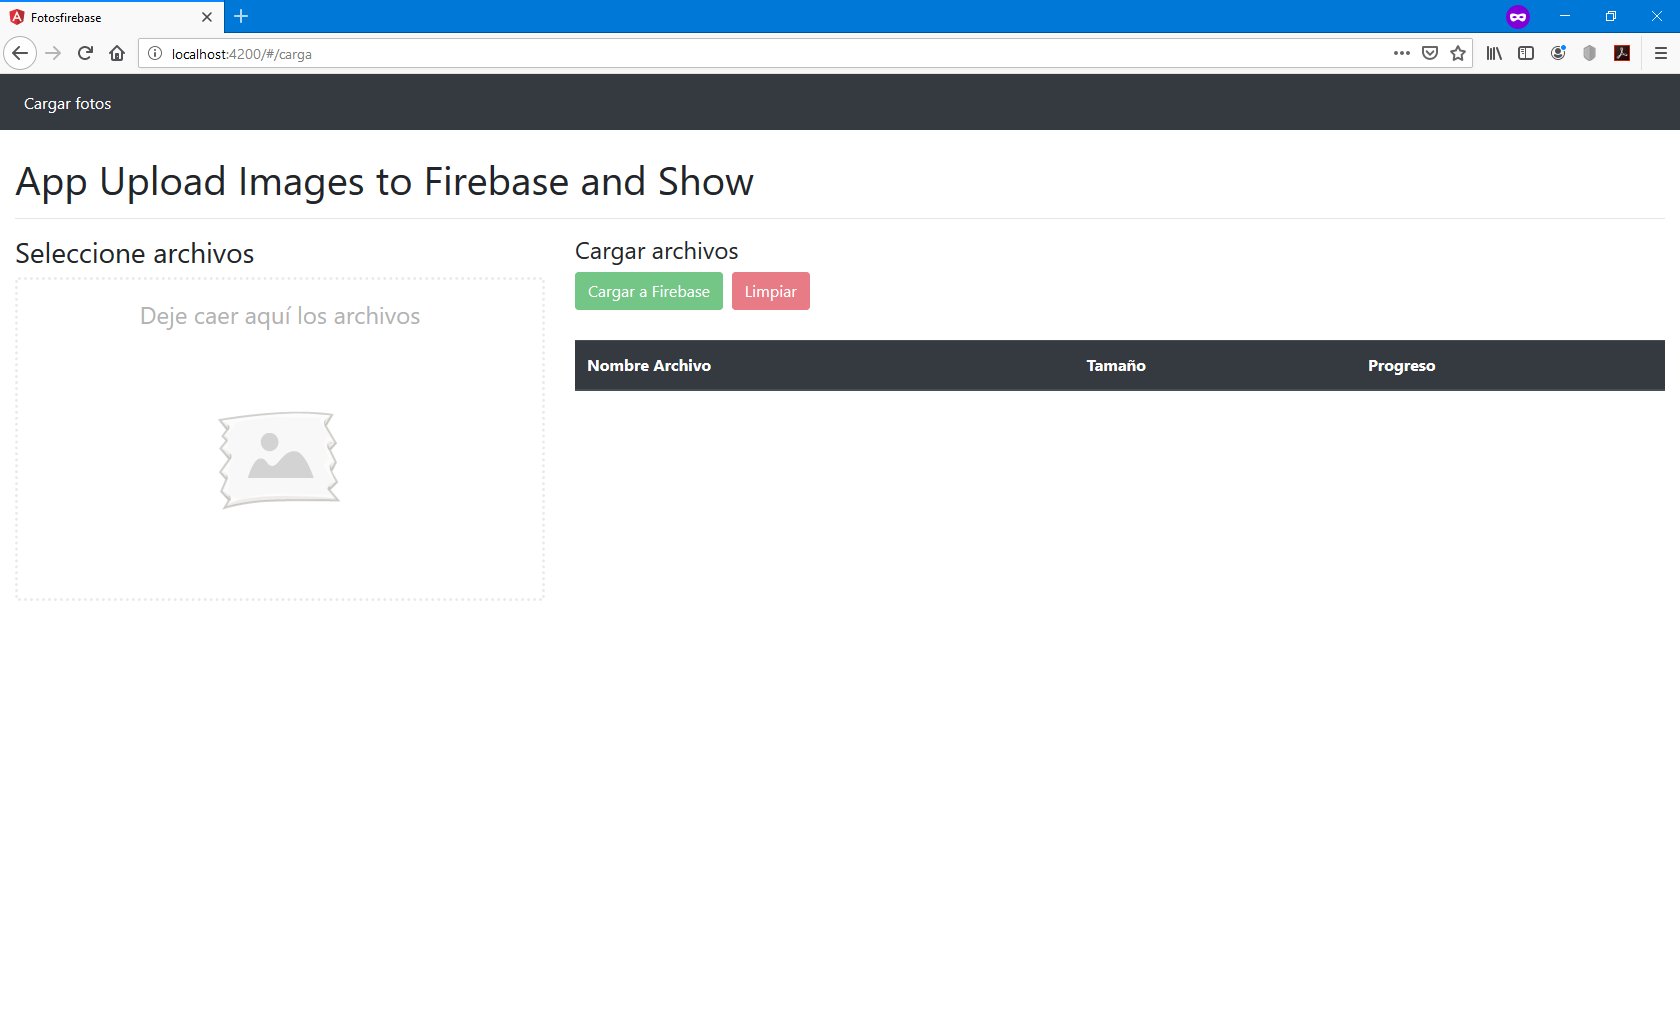 Fotosfirebase
localhost:4200/#/carga
Cargar fotos
App Upload Images to Firebase and Show
Seleccione archivos
Deje caer aquí los archivos
Cargar archivos
Cargar a Firebase Limpiar
Nombre Archivo Tamaño Progreso